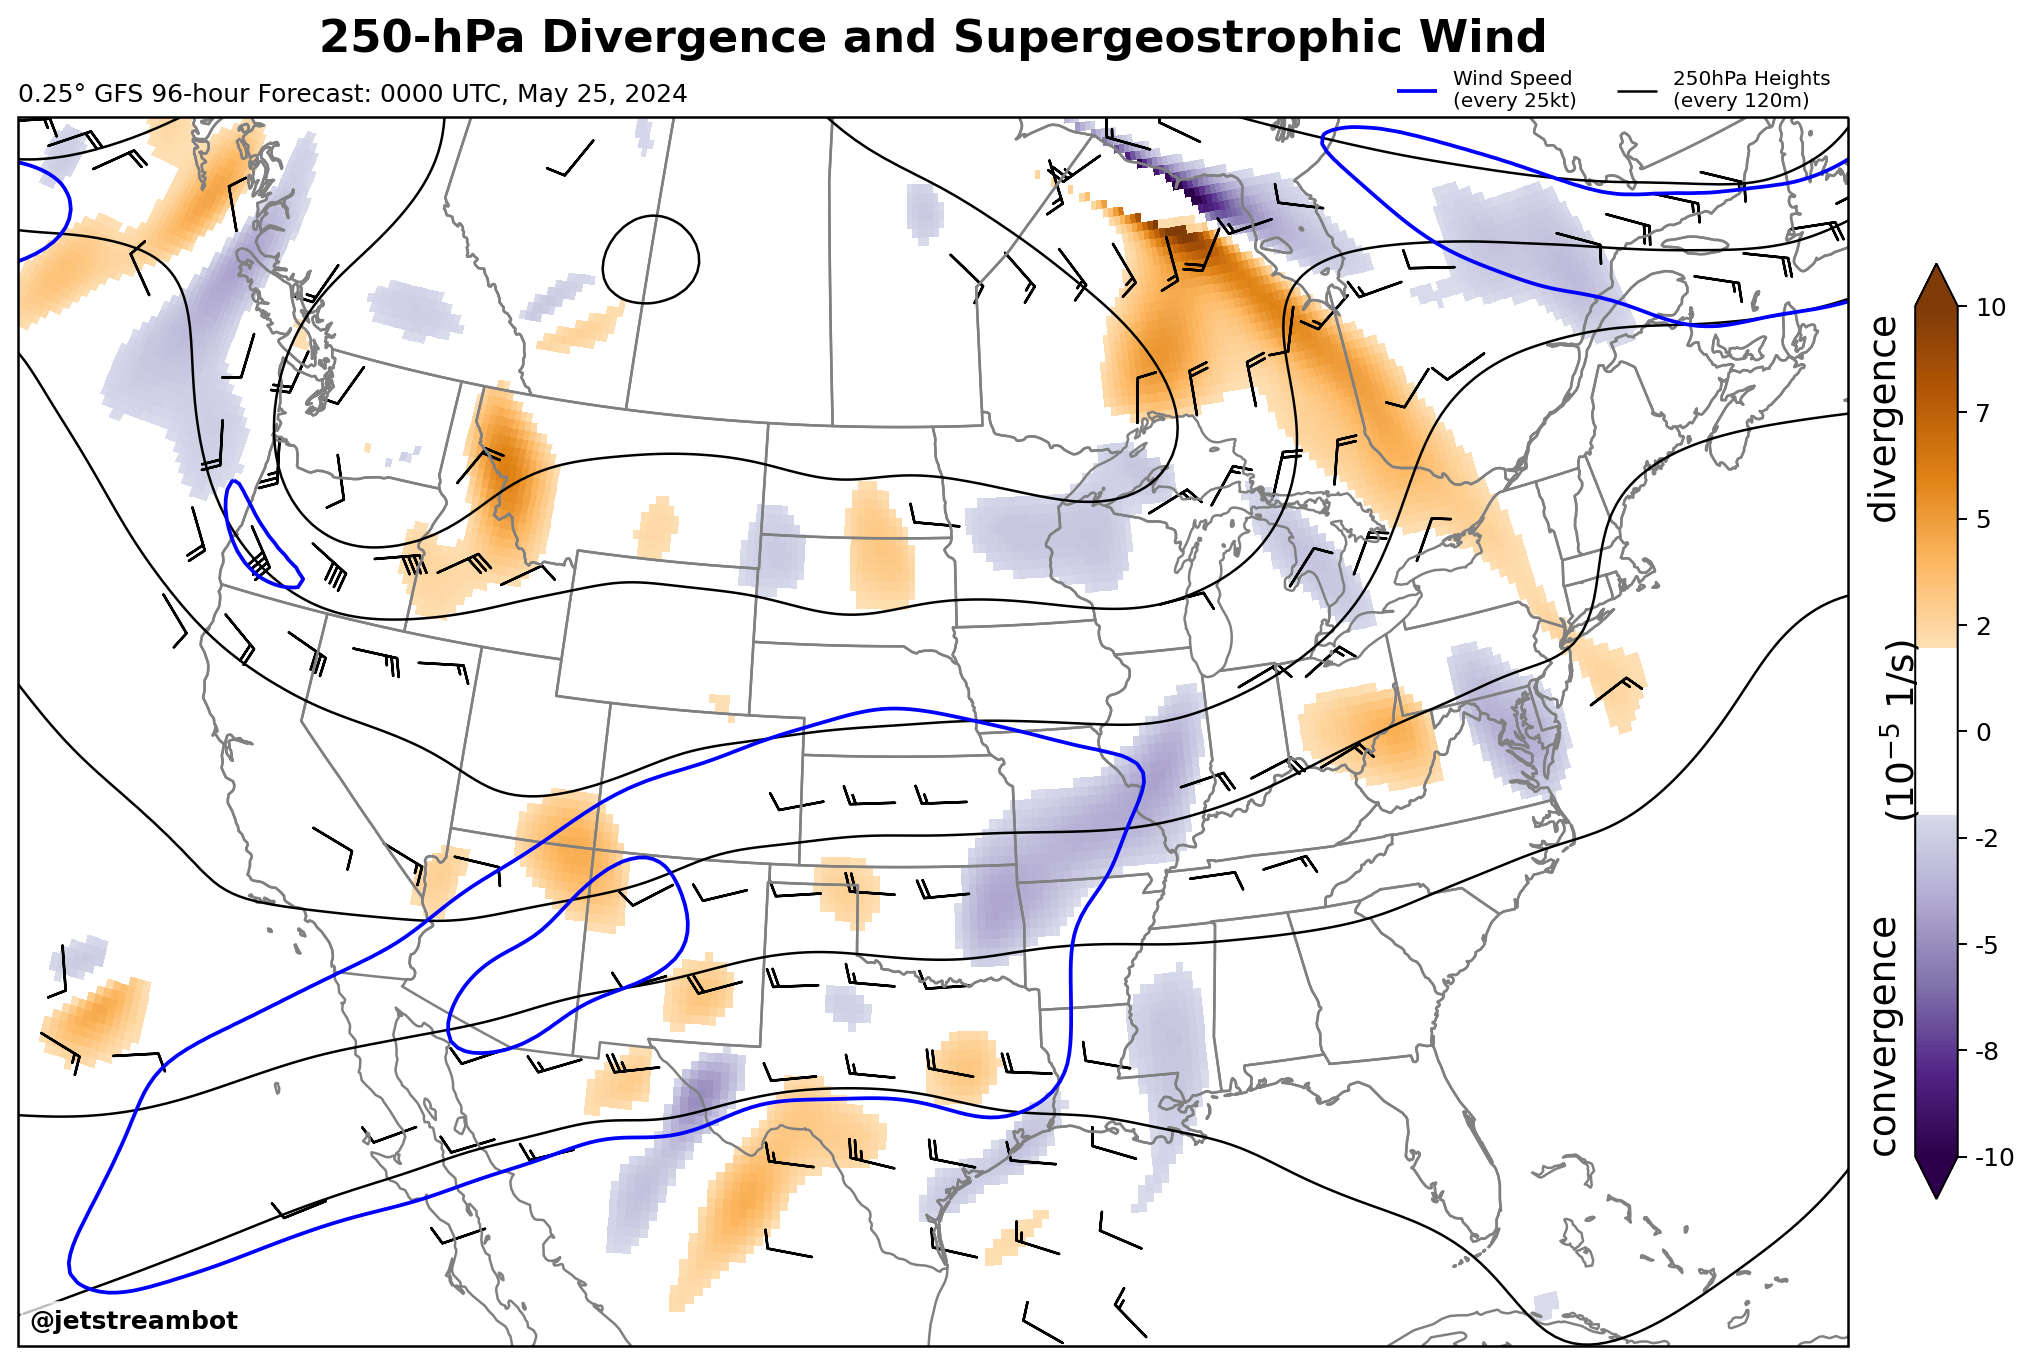 250-hPa Divergence and Supergeostrophic Wind
0.25° GFS 96-hour Forecast: 0000 UTC, May 25, 2024
Wind Speed
(every 25kt)
250hPa Heights
(every 120m)
10
7
5
2
0
-2
-5
-8
-10
convergence (10⁻⁵ 1/s) divergence
@jetstreambot